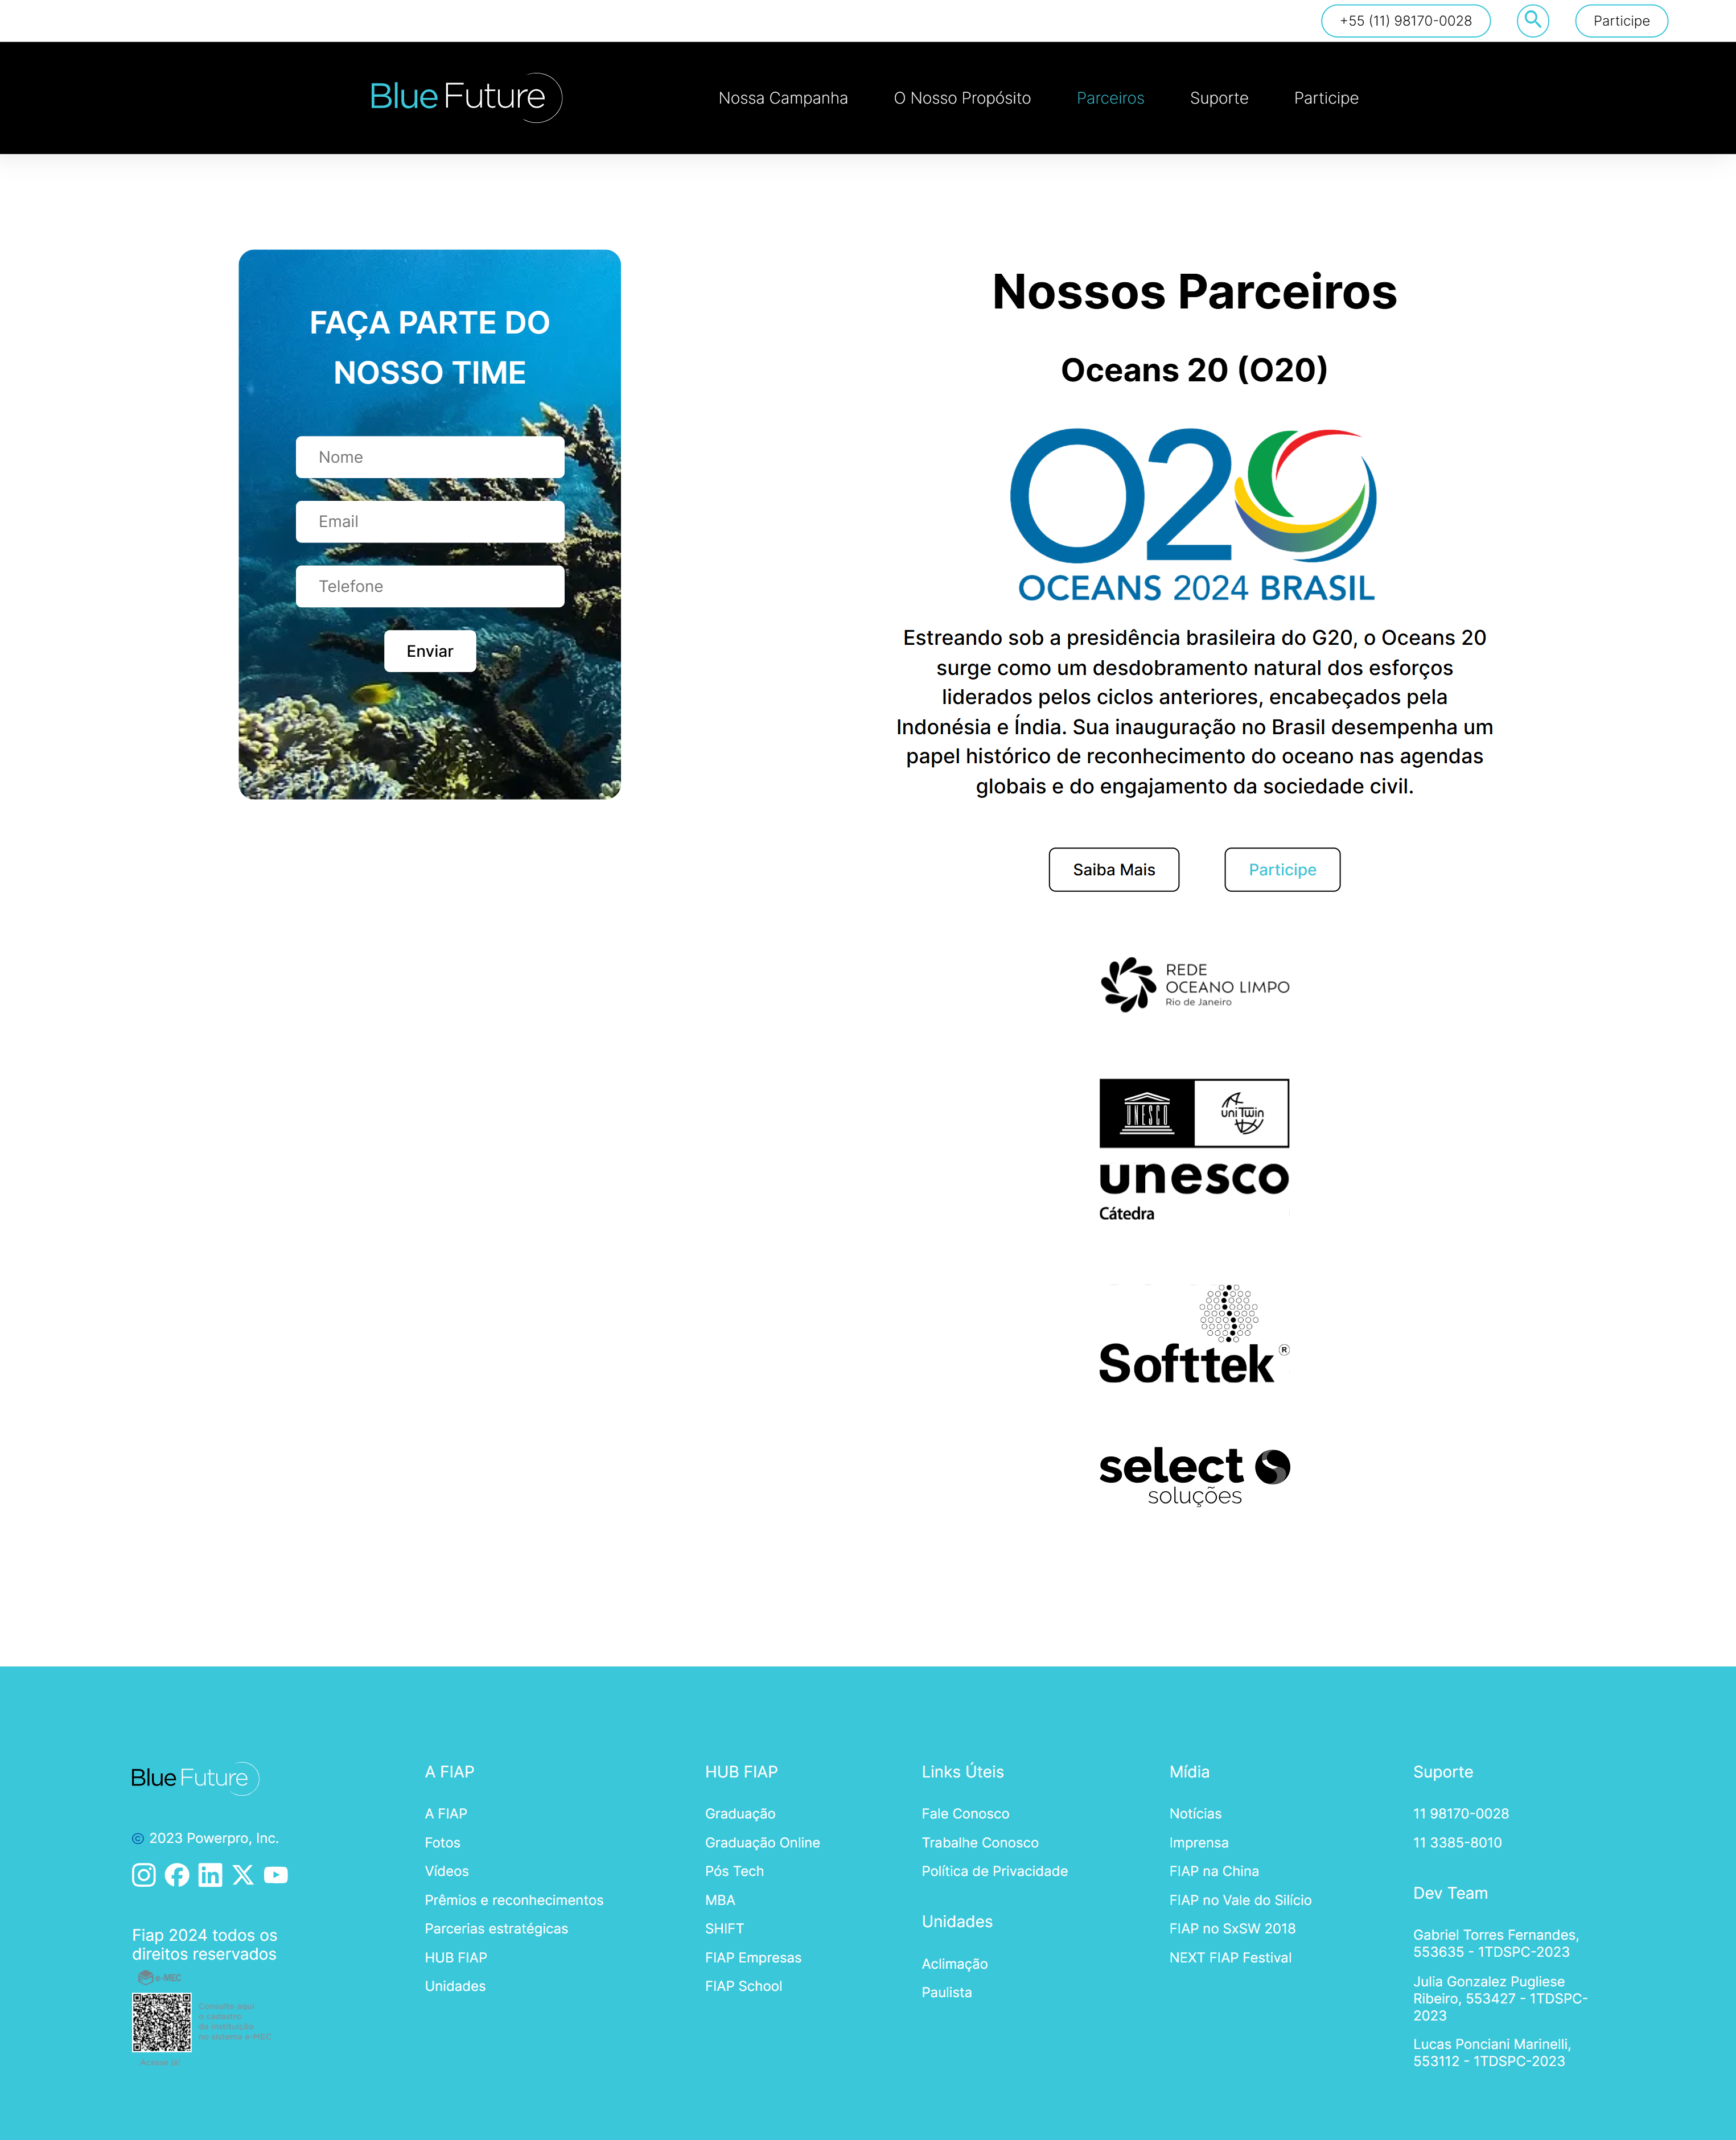 +55 (11) 98170-0028
Participe
Blue Future
Nossa Campanha
O Nosso Propósito
Parceiros
Suporte
Participe
FAÇA PARTE DO
NOSSO TIME
Nome
Email
Telefone
Enviar
Nossos Parceiros
Oceans 20 (O20)
O20
OCEANS 2024 BRASIL
Estreando sob a presidência brasileira do G20, o Oceans 20
surge como um desdobramento natural dos esforços
liderados pelos ciclos anteriores, encabeçados pela
Indonésia e Índia. Sua inauguração no Brasil desempenha um
papel histórico de reconhecimento do oceano nas agendas
globais e do engajamento da sociedade civil.
Saiba Mais
Participe
REDE
OCEANO LIMPO
Rio de Janeiro
UNESCO
uniTwin
unesco
Cátedra
Softtek ®
select
soluções
Blue Future
© 2023 Powerpro, Inc.
Fiap 2024 todos os
direitos reservados
e-MEC
Consulte aqui
o cadastro
da instituição
no sistema e-MEC
Acesse já!
A FIAP
A FIAP
Fotos
Vídeos
Prêmios e reconhecimentos
Parcerias estratégicas
HUB FIAP
Unidades
HUB FIAP
Graduação
Graduação Online
Pós Tech
MBA
SHIFT
FIAP Empresas
FIAP School
Links Úteis
Fale Conosco
Trabalhe Conosco
Política de Privacidade
Unidades
Aclimação
Paulista
Mídia
Notícias
Imprensa
FIAP na China
FIAP no Vale do Silício
FIAP no SxSW 2018
NEXT FIAP Festival
Suporte
11 98170-0028
11 3385-8010
Dev Team
Gabriel Torres Fernandes,
553635 - 1TDSPC-2023
Julia Gonzalez Pugliese
Ribeiro, 553427 - 1TDSPC-
2023
Lucas Ponciani Marinelli,
553112 - 1TDSPC-2023